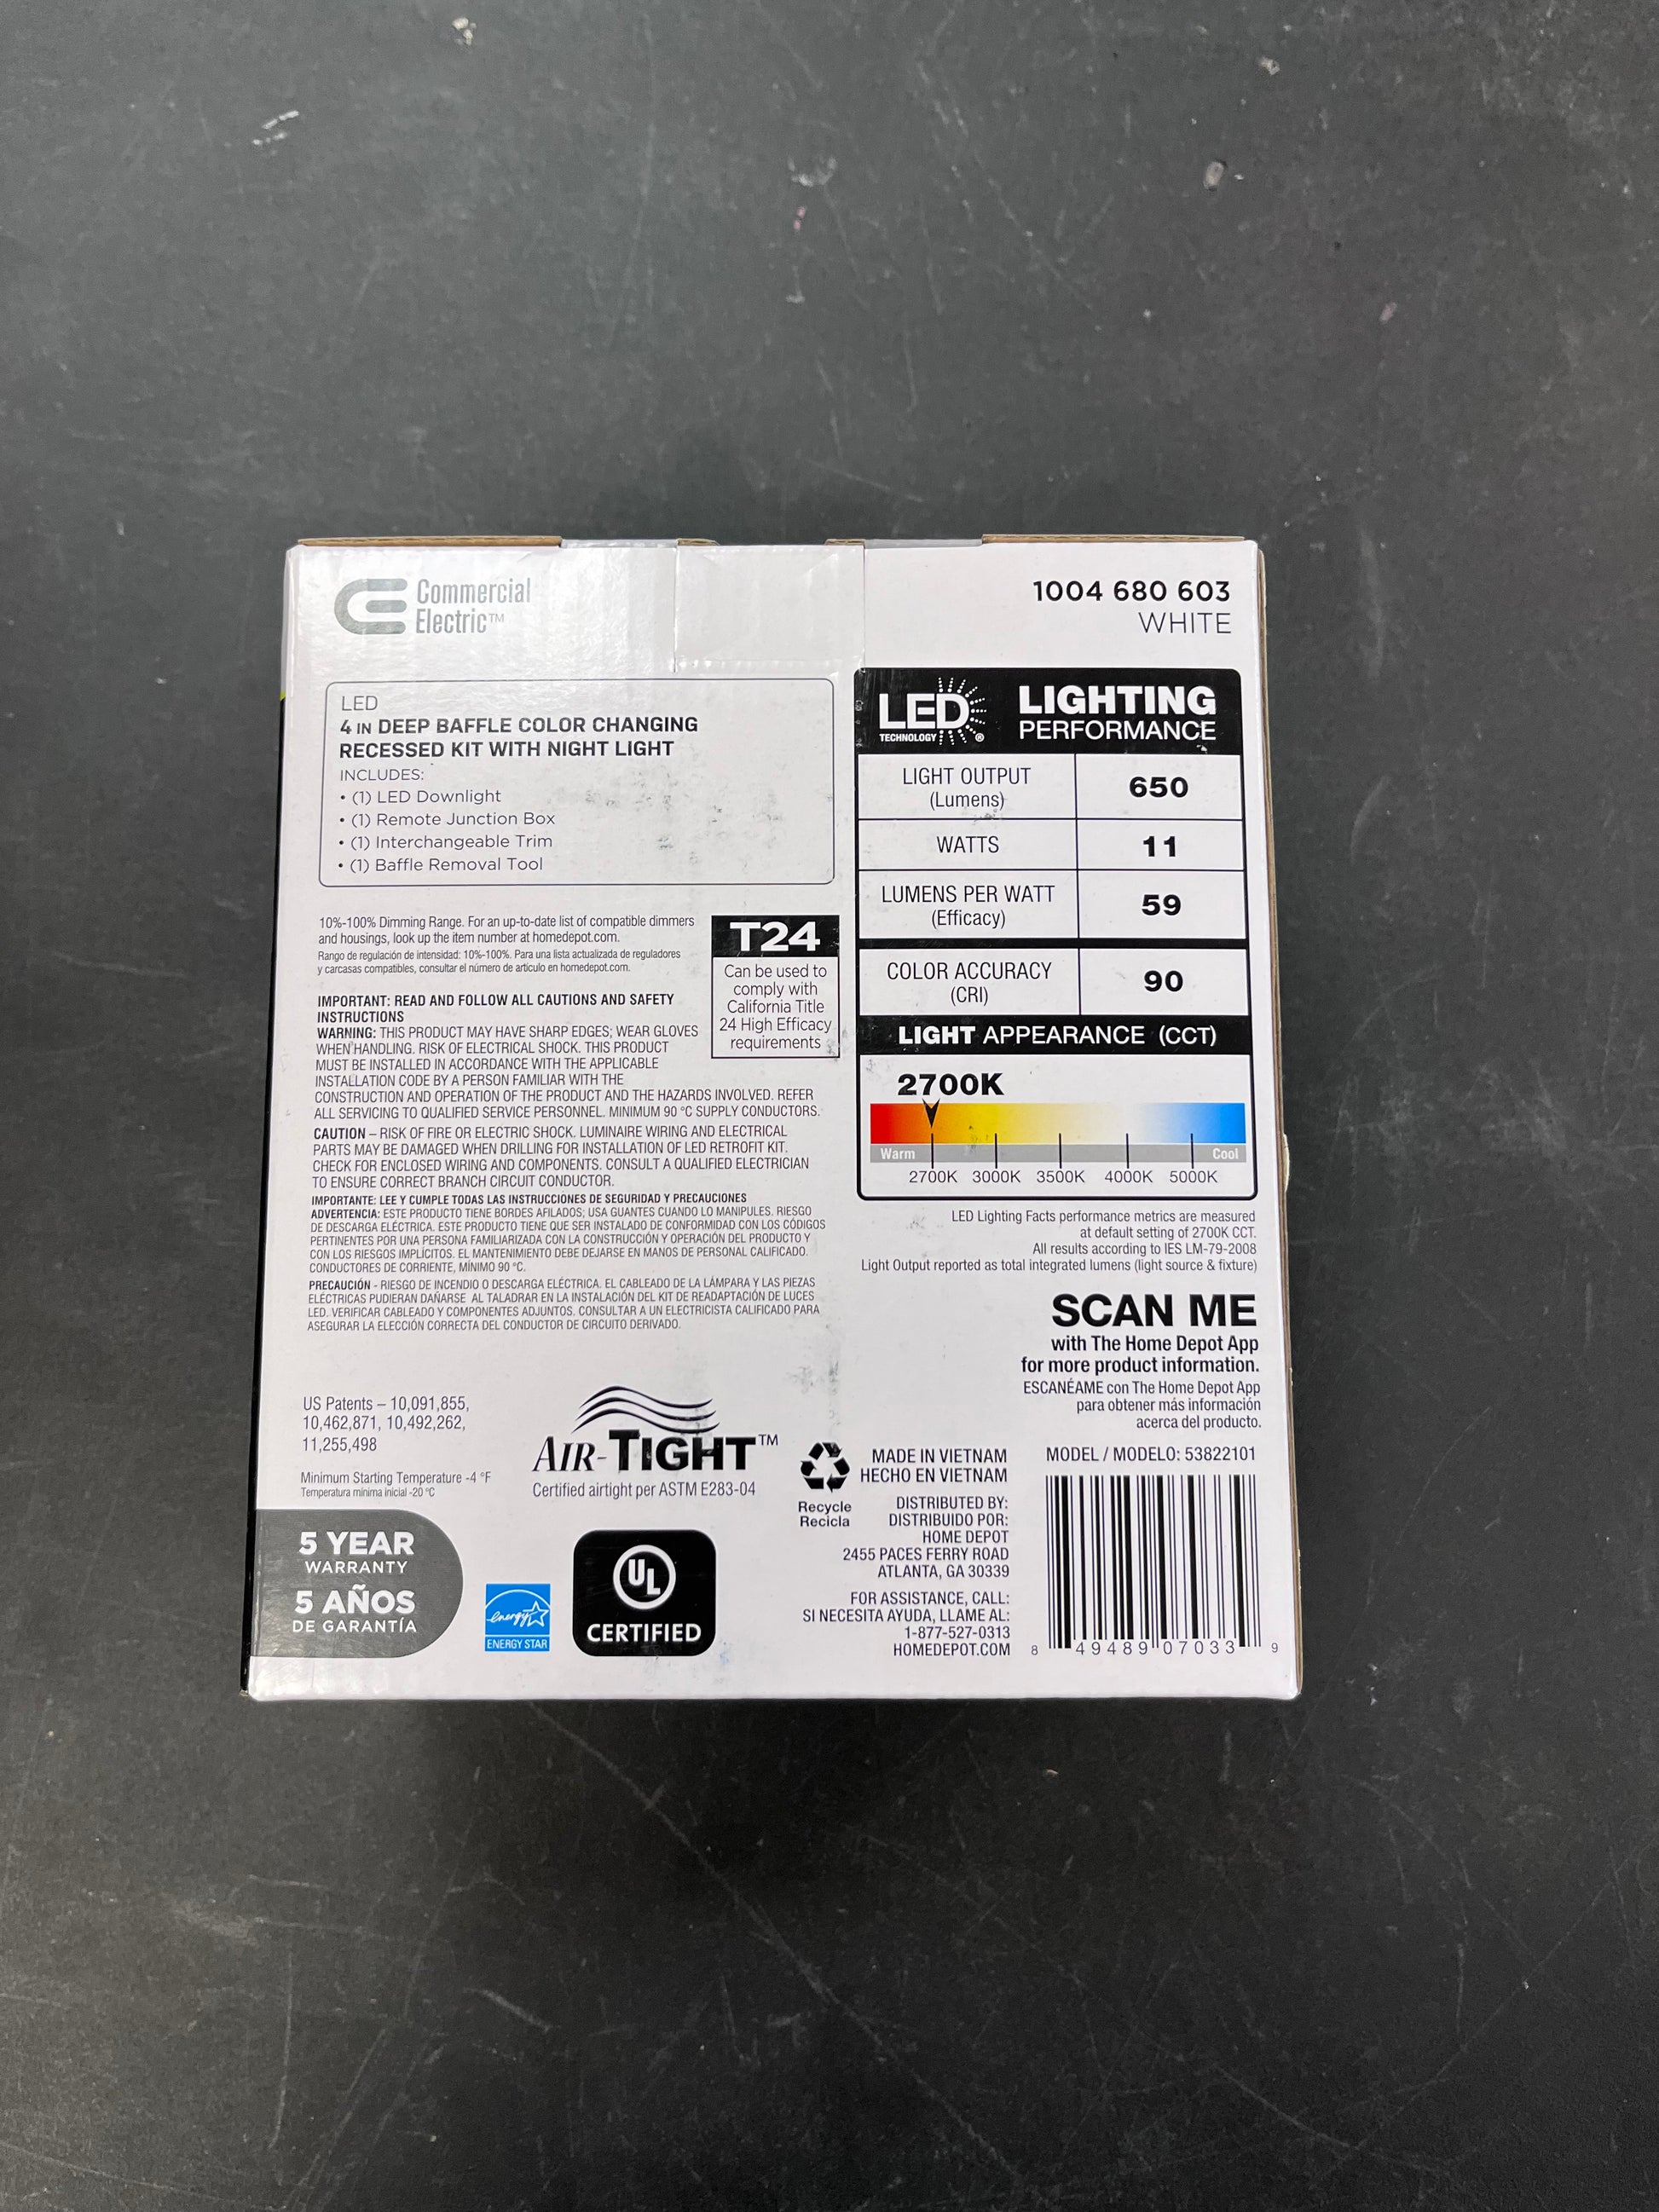 Commercial
Electric™
1004 680 603
WHITE
LED
4 IN DEEP BAFFLE COLOR CHANGING
RECESSED KIT WITH NIGHT LIGHT
INCLUDES:
• (1) LED Downlight
• (1) Remote Junction Box
• (1) Interchangeable Trim
• (1) Baffle Removal Tool
10%-100% Dimming Range. For an up-to-date list of compatible dimmers
and housings, look up the item number at homedepot.com.
Rango de regulación de intensidad: 10%-100%. Para una lista actualizada de reguladores
y carcasas compatibles, consultar el número de artículo en homedepot.com.
T24
Can be used to
comply with
California Title
24 High Efficacy
requirements
IMPORTANT: READ AND FOLLOW ALL CAUTIONS AND SAFETY
INSTRUCTIONS
WARNING: THIS PRODUCT MAY HAVE SHARP EDGES; WEAR GLOVES
WHEN HANDLING. RISK OF ELECTRICAL SHOCK. THIS PRODUCT
MUST BE INSTALLED IN ACCORDANCE WITH THE APPLICABLE
INSTALLATION CODE BY A PERSON FAMILIAR WITH THE
CONSTRUCTION AND OPERATION OF THE PRODUCT AND THE HAZARDS INVOLVED. REFER
ALL SERVICING TO QUALIFIED SERVICE PERSONNEL. MINIMUM 90 °C SUPPLY CONDUCTORS.
CAUTION – RISK OF FIRE OR ELECTRIC SHOCK. LUMINAIRE WIRING AND ELECTRICAL
PARTS MAY BE DAMAGED WHEN DRILLING FOR INSTALLATION OF LED RETROFIT KIT.
CHECK FOR ENCLOSED WIRING AND COMPONENTS. CONSULT A QUALIFIED ELECTRICIAN
TO ENSURE CORRECT BRANCH CIRCUIT CONDUCTOR.
IMPORTANTE: LEE Y CUMPLE TODAS LAS INSTRUCCIONES DE SEGURIDAD Y PRECAUCIONES
ADVERTENCIA: ESTE PRODUCTO TIENE BORDES AFILADOS; USA GUANTES CUANDO LO MANIPULES. RIESGO
DE DESCARGA ELÉCTRICA. ESTE PRODUCTO TIENE QUE SER INSTALADO DE CONFORMIDAD CON LOS CÓDIGOS
PERTINENTES POR UNA PERSONA FAMILIARIZADA CON LA CONSTRUCCIÓN Y OPERACIÓN DEL PRODUCTO Y
CON LOS RIESGOS IMPLÍCITOS. EL MANTENIMIENTO DEBE DEJARSE EN MANOS DE PERSONAL CALIFICADO.
CONDUCTORES DE CORRIENTE, MÍNIMO 90 °C.
PRECAUCIÓN - RIESGO DE INCENDIO O DESCARGA ELÉCTRICA. EL CABLEADO DE LA LÁMPARA Y LAS PIEZAS
ELÉCTRICAS PUDIERAN DAÑARSE AL TALADRAR EN LA INSTALACIÓN DEL KIT DE READAPTACIÓN DE LUCES
LED. VERIFICAR CABLEADO Y COMPONENTES ADJUNTOS. CONSULTAR A UN ELECTRICISTA CALIFICADO PARA
ASEGURAR LA ELECCIÓN CORRECTA DEL CONDUCTOR DE CIRCUITO DERIVADO.
US Patents – 10,091,855,
10,462,871, 10,492,262,
11,255,498
Minimum Starting Temperature -4 °F
Temperatura mínima inicial -20 °C
AIR-TIGHT™
Certified airtight per ASTM E283-04
5 YEAR
WARRANTY
5 AÑOS
DE GARANTÍA
energy
ENERGY STAR
UL
CERTIFIED
LED
TECHNOLOGY ®
LIGHTING
PERFORMANCE
LIGHT OUTPUT
(Lumens)
650
WATTS
11
LUMENS PER WATT
(Efficacy)
59
COLOR ACCURACY
(CRI)
90
LIGHT APPEARANCE (CCT)
2700K
Warm Cool
2700K 3000K 3500K 4000K 5000K
LED Lighting Facts performance metrics are measured
at default setting of 2700K CCT.
All results according to IES LM-79-2008
Light Output reported as total integrated lumens (light source & fixture)
SCAN ME
with The Home Depot App
for more product information.
ESCANÉAME con The Home Depot App
para obtener más información
acerca del producto.
Recycle
Recicla
MADE IN VIETNAM
HECHO EN VIETNAM
DISTRIBUTED BY:
DISTRIBUIDO POR:
HOME DEPOT
2455 PACES FERRY ROAD
ATLANTA, GA 30339
FOR ASSISTANCE, CALL:
SI NECESITA AYUDA, LLAME AL:
1-877-527-0313
HOMEDEPOT.COM
MODEL / MODELO: 53822101
8 49489 07033 9